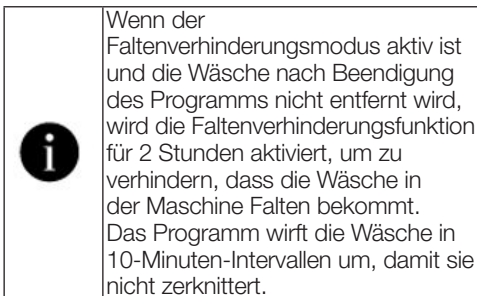 Wenn der
Faltenverhinderungsmodus aktiv ist
und die Wäsche nach Beendigung
des Programms nicht entfernt wird,
wird die Faltenverhinderungsfunktion
für 2 Stunden aktiviert, um zu
verhindern, dass die Wäsche in
der Maschine Falten bekommt.
Das Programm wirft die Wäsche in
10-Minuten-Intervallen um, damit sie
nicht zerknittert.